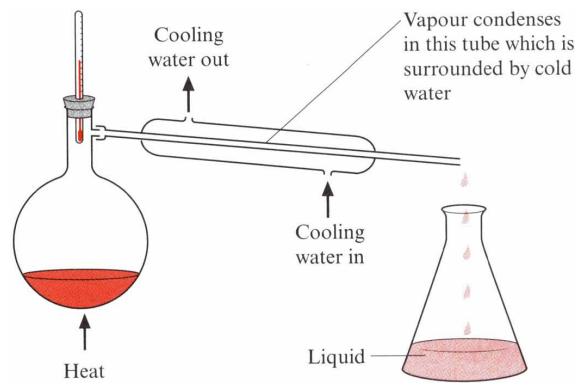 Cooling
water out
Vapour condenses
in this tube which is
surrounded by cold
water
Cooling
water in
Heat
Liquid